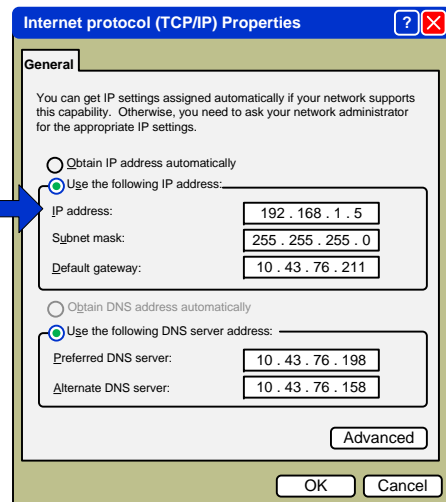 Internet protocol (TCP/IP) Properties ? X
General
You can get IP settings assigned automatically if your network supports
this capability. Otherwise, you need to ask your network administrator
for the appropriate IP settings.
Obtain IP address automatically
Use the following IP address:
IP address: 192 . 168 . 1 . 5
Subnet mask: 255 . 255 . 255 . 0
Default gateway: 10 . 43 . 76 . 211
Obtain DNS address automatically
Use the following DNS server address:
Preferred DNS server: 10 . 43 . 76 . 198
Alternate DNS server: 10 . 43 . 76 . 158
Advanced
OK Cancel